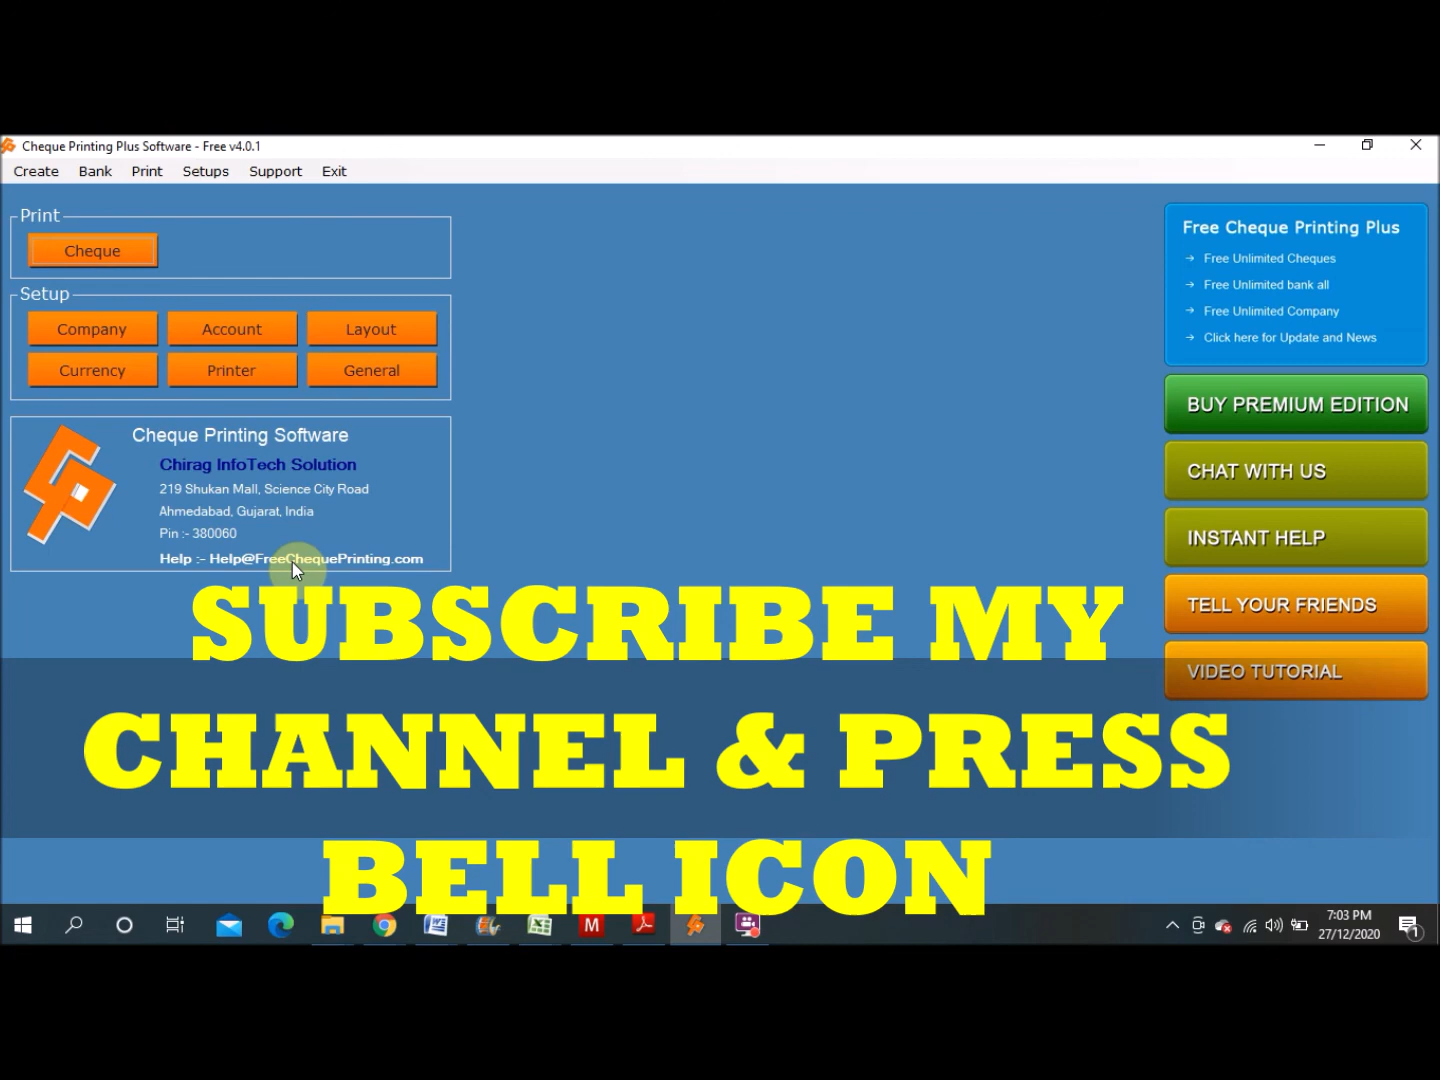 Cheque Printing Plus Software - Free v4.0.1
Create Bank Print Setups Support Exit
Print
Cheque
Setup
Company Account Layout
Currency Printer General
Cheque Printing Software
Chirag InfoTech Solution
219 Shukan Mall, Science City Road
Ahmedabad, Gujarat, India
Pin :- 380060
Help :- Help@FreeChequePrinting.com
Free Cheque Printing Plus
Free Unlimited Cheques
Free Unlimited bank all
Free Unlimited Company
Click here for Update and News
BUY PREMIUM EDITION
CHAT WITH US
INSTANT HELP
TELL YOUR FRIENDS
VIDEO TUTORIAL
SUBSCRIBE MY
CHANNEL & PRESS
BELL ICON
7:03 PM
27/12/2020
1